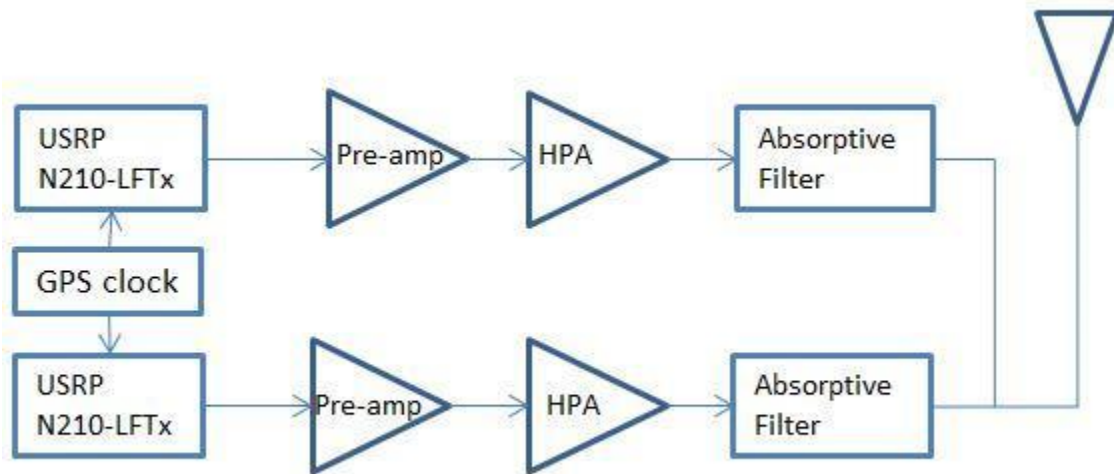 USRP
N210-LFTx
Pre-amp
HPA
Absorptive
Filter
GPS clock
USRP
N210-LFTx
Pre-amp
HPA
Absorptive
Filter